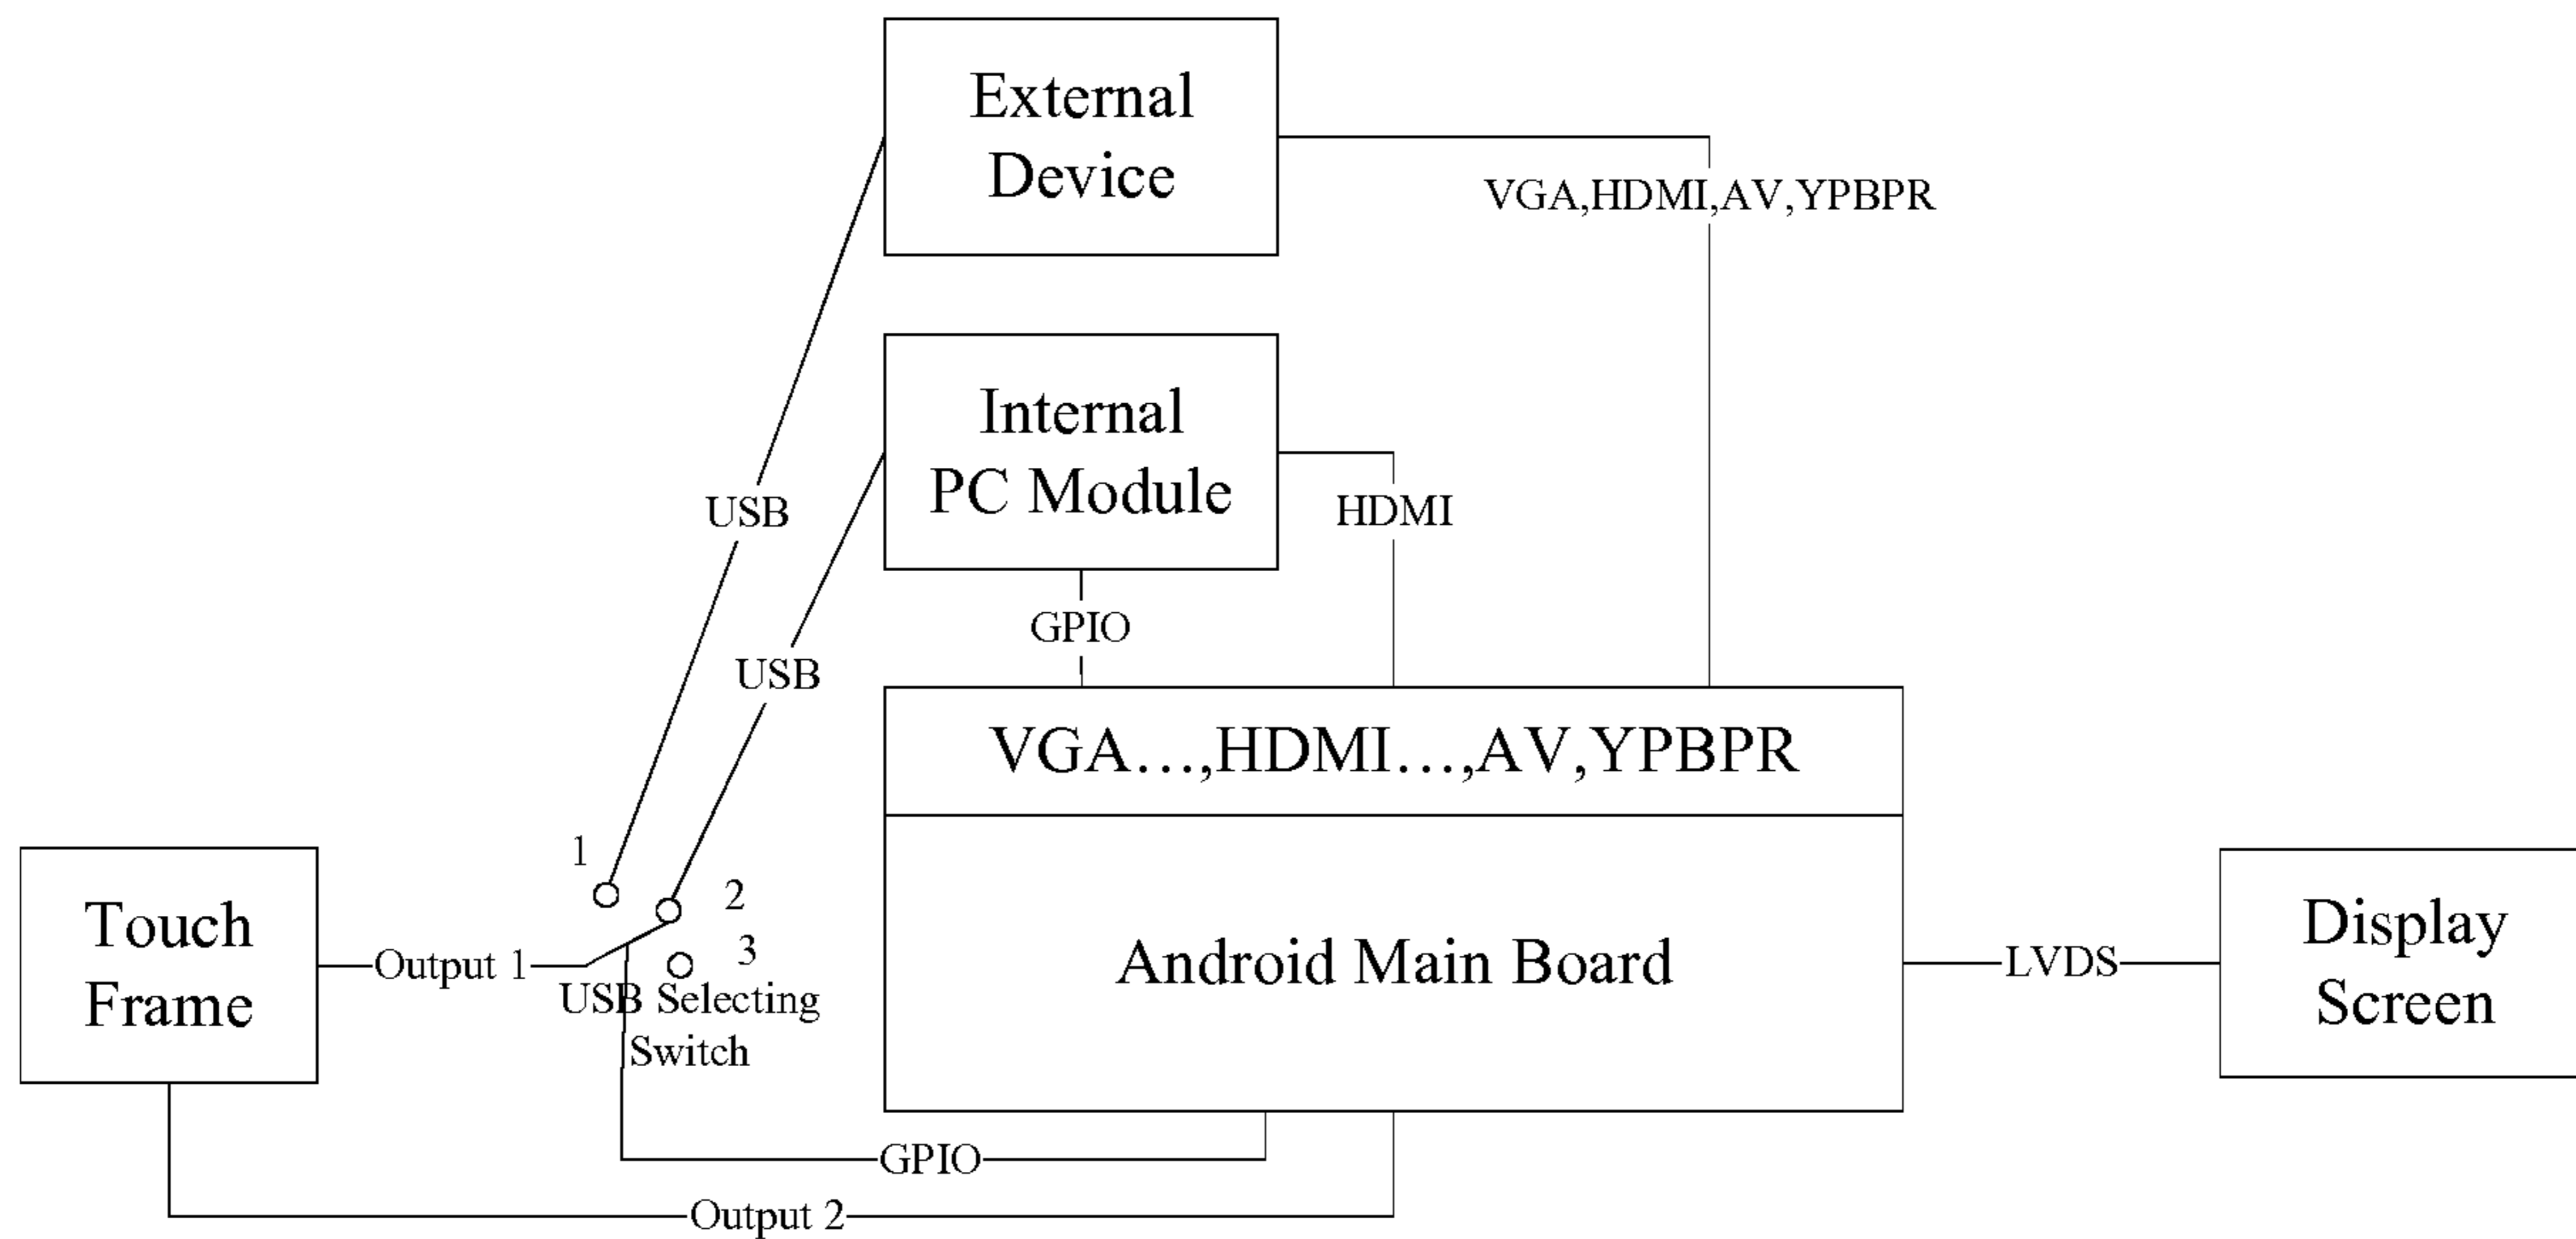 External
Device
VGA,HDMI,AV,YPBPR
Internal
PC Module
USB
HDMI
GPIO
USB
VGA...,HDMI...,AV,YPBPR
1
2
3
Touch
Frame
Output 1
USB Selecting
Switch
Android Main Board
LVDS
Display
Screen
GPIO
Output 2